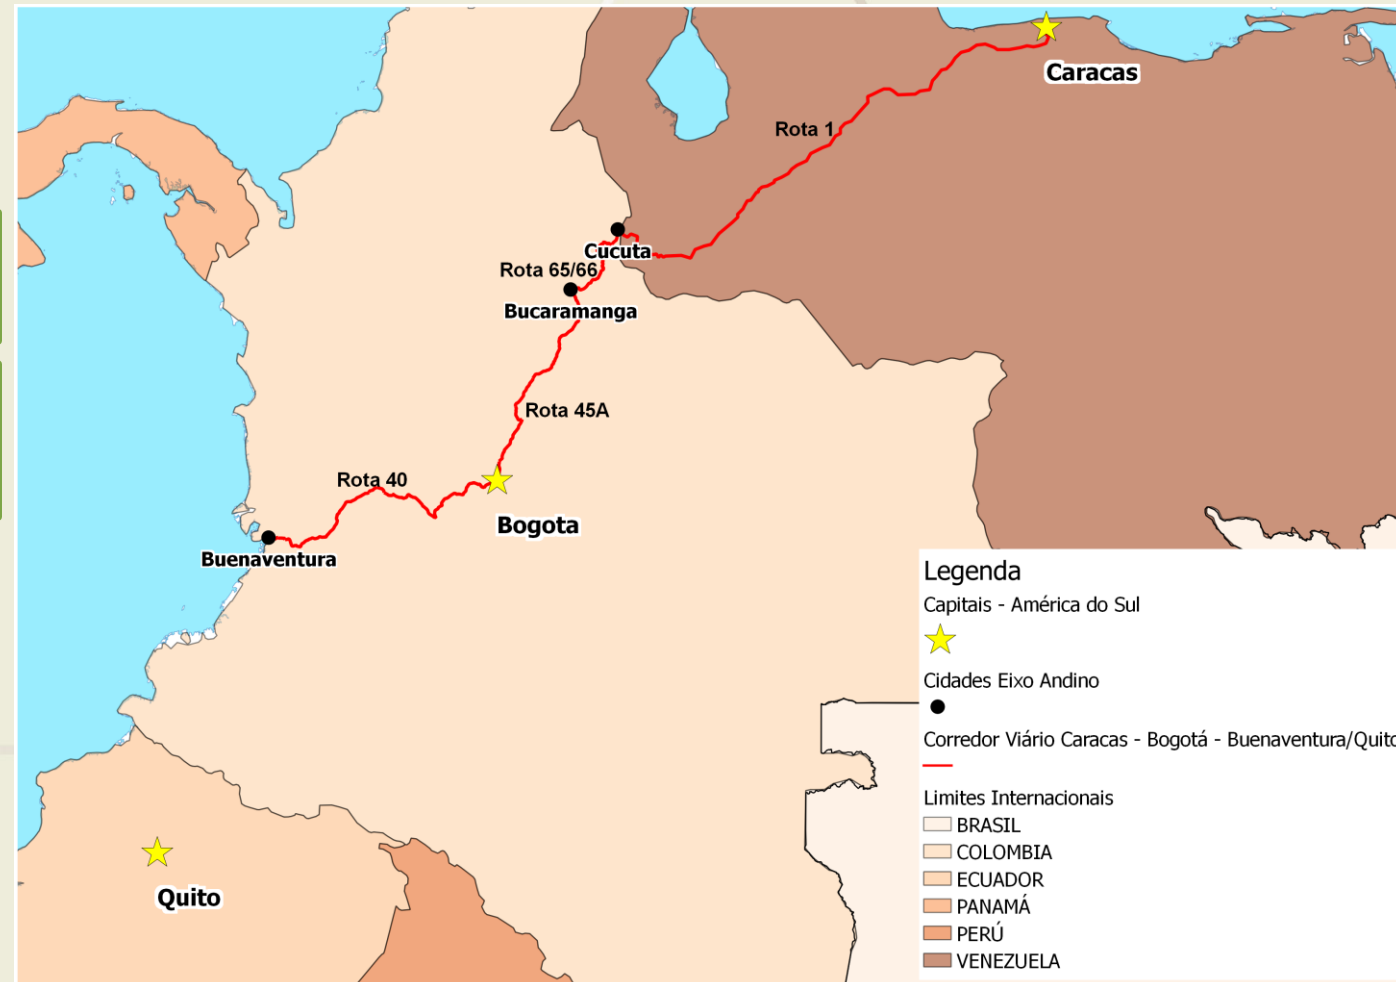 Caracas
Rota 1
Cucuta
Rota 65/66
Bucaramanga
Rota 45A
Rota 40
Bogota
Buenaventura
Quito
Legenda
Capitais - América do Sul
Cidades Eixo Andino
Corredor Viário Caracas - Bogotá - Buenaventura/Quito
Limites Internacionais
BRASIL
COLOMBIA
ECUADOR
PANAMÁ
PERÚ
VENEZUELA